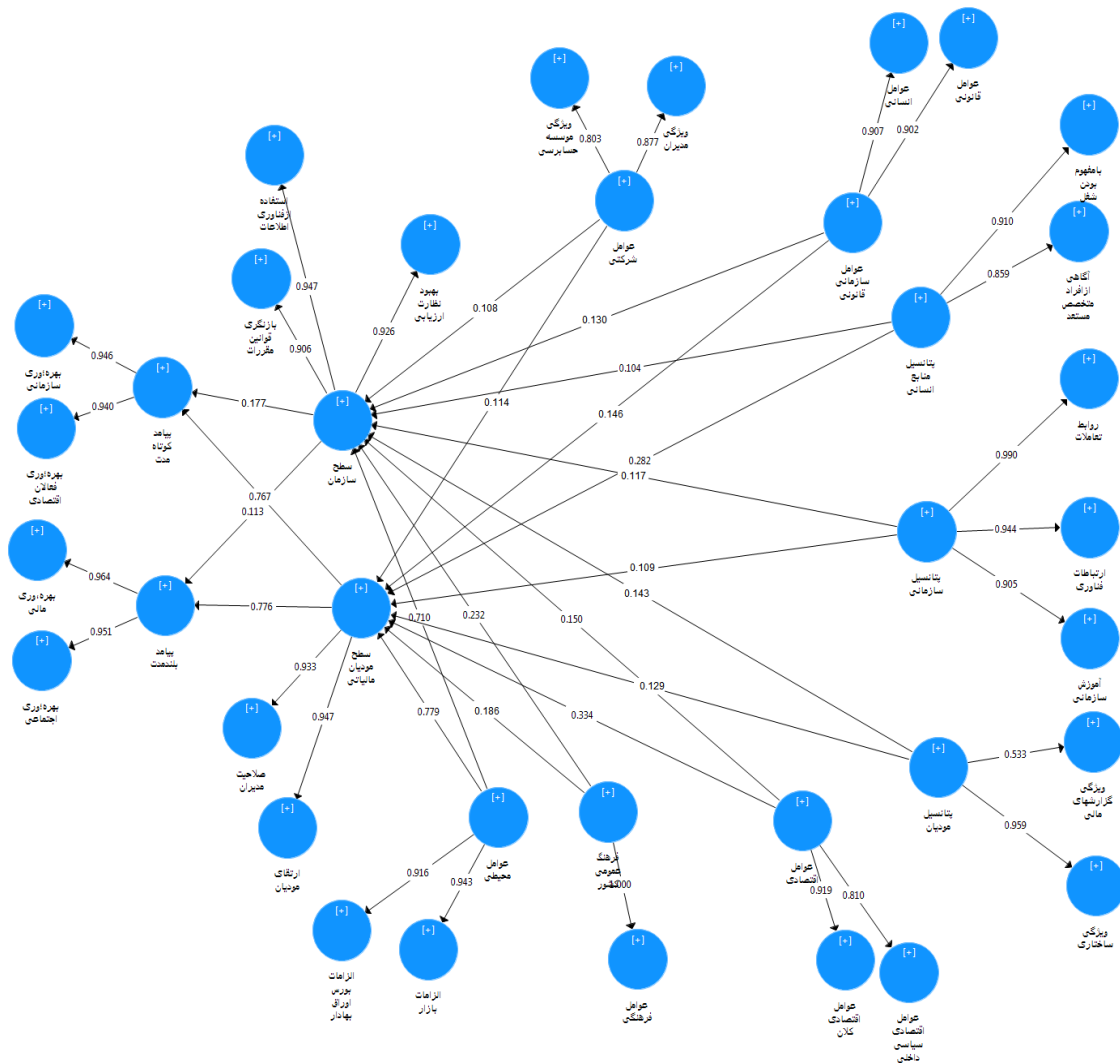 [+]
عوامل
انسانی
[+]
عوامل
قانونی
[+]
ویژگی
موسسه
حسابرسی
[+]
ویژگی
مدیران
0.803
0.877
0.907
0.902
[+]
بامفهوم
بودن
شغل
[+]
استفاده
ازفناوری
اطلاعات
[+]
عوامل
شرکتی
[+]
عوامل
سازمانی
قانونی
0.910
[+]
آگاهی
ازافراد
متخصص
مستعد
0.859
[+]
بهبود
نظارت
ارزیابی
[+]
بازنگری
قوانین
مقررات
0.947
0.926
0.906
0.108
0.130
[+]
پتانسیل
منابع
انسانی
[+]
بهره‌وری
سازمانی
0.946
[+]
پیامد
کوتاه
مدت
0.940
[+]
بهره‌وری
فعالان
اقتصادی
0.177
[+]
سطح
سازمان
0.104
0.114
0.146
0.282
0.117
[+]
روابط
تعاملات
0.990
0.767
0.113
[+]
پتانسیل
سازمانی
0.944
[+]
ارتباطات
فناوری
0.905
[+]
بهره‌وری
مالی
0.964
[+]
پیامد
بلندمدت
0.951
[+]
بهره‌وری
اجتماعی
0.776
[+]
سطح
مودیان
مالیاتی
0.109
0.143
0.710
0.232
0.150
[+]
آموزش
سازمانی
0.933
0.947
[+]
صلاحیت
مدیران
0.779
0.186
0.334
0.129
[+]
پتانسیل
مودیان
0.533
[+]
ویژگی
گزارشهای
مالی
0.959
[+]
ویژگی
ساختاری
[+]
ارتقای
مودیان
[+]
عوامل
محیطی
[+]
فرهنگ
عمومی
کشور
1.000
[+]
عوامل
اقتصادی
0.916
0.943
0.919
0.810
[+]
الزامات
بورس
اوراق
بهادار
[+]
الزامات
بازار
[+]
عوامل
فرهنگی
[+]
عوامل
اقتصادی
کلان
[+]
عوامل
اقتصادی
سیاسی
داخلی